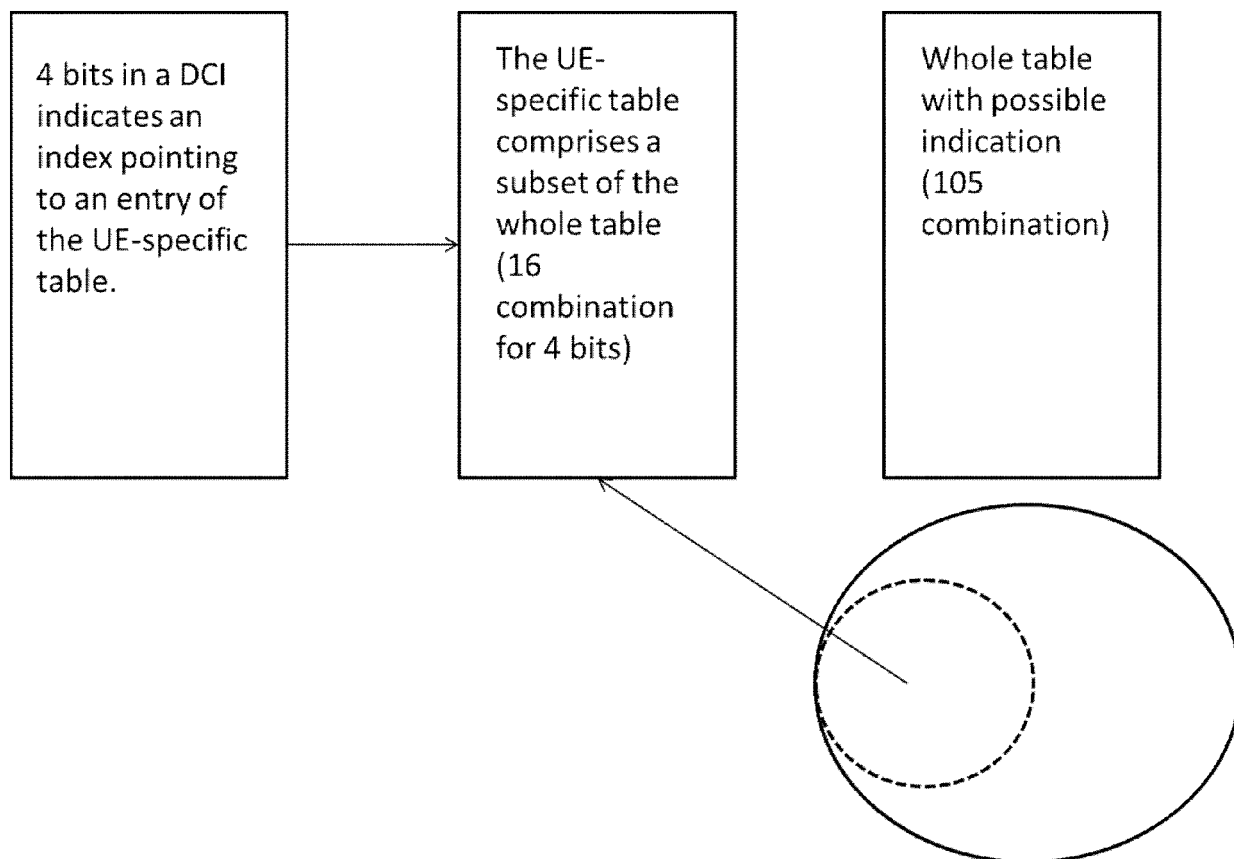 4 bits in a DCI
indicates an
index pointing
to an entry of
the UE-specific
table.
The UE-
specific table
comprises a
subset of the
whole table
(16
combination
for 4 bits)
Whole table
with possible
indication
(105
combination)